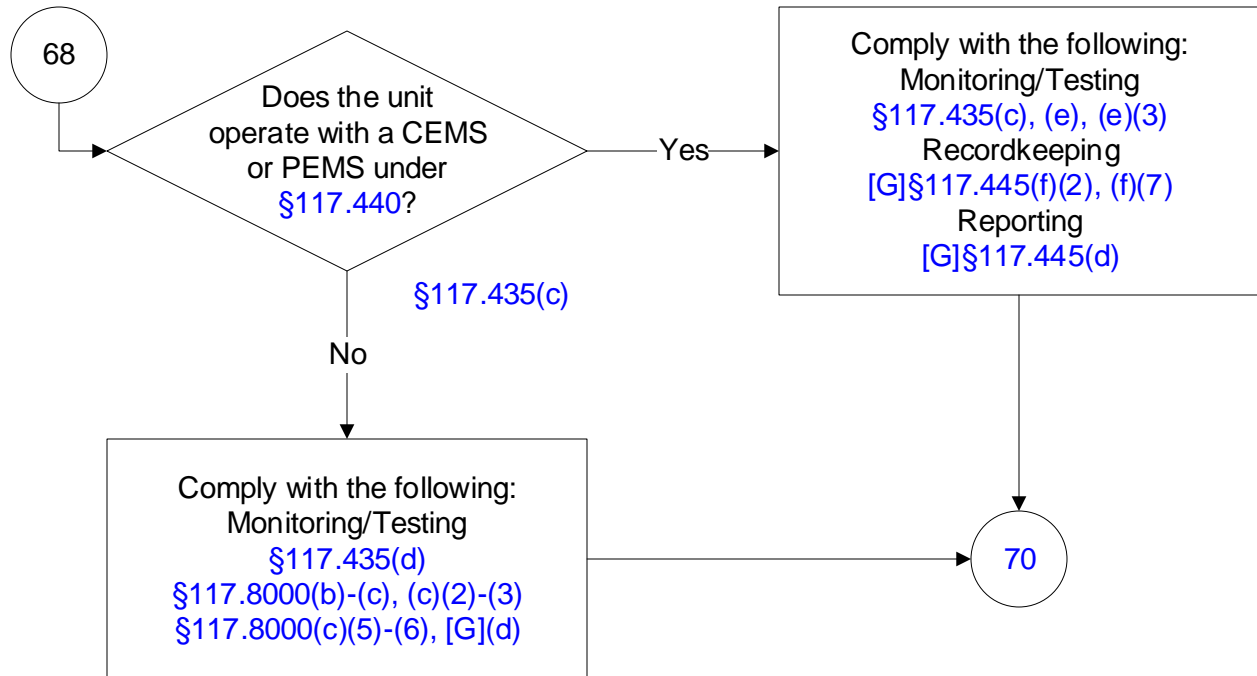 68
Does the unit
operate with a CEMS
or PEMS under
§117.440?
Yes
Comply with the following:
Monitoring/Testing
§117.435(c), (e), (e)(3)
Recordkeeping
[G]§117.445(f)(2), (f)(7)
Reporting
[G]§117.445(d)
§117.435(c)
No
Comply with the following:
Monitoring/Testing
§117.435(d)
§117.8000(b)-(c), (c)(2)-(3)
§117.8000(c)(5)-(6), [G](d)
70